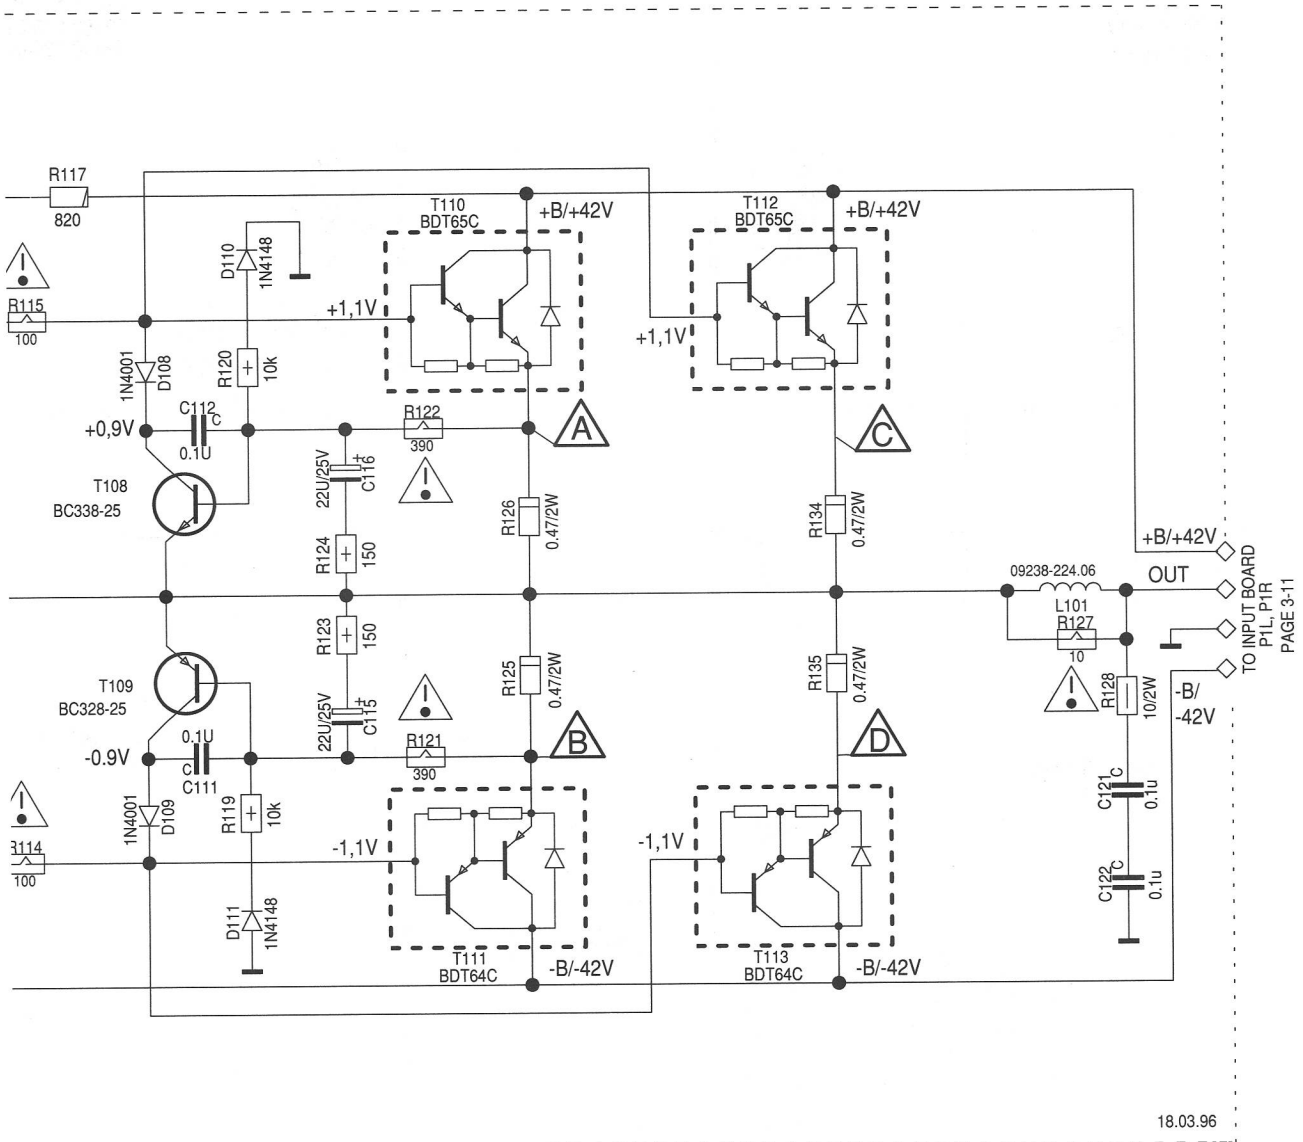 R117
820
T110
BDT65C
+B/+42V
T112
BDT65C
+B/+42V
D110
1N4148
R115
100
+1,1V
+1,1V
1N4001
D108
R120
10k
C112
C
+0,9V
0.1U
R122
390
A
C
22U/25V
+
C116
T108
BC338-25
R126
0.47/2W
R134
0.47/2W
R124
150
+B/+42V
09238-224.06
OUT
L101
R127
10
TO INPUT BOARD
P1L, P1R
PAGE 3-11
R123
150
R125
0.47/2W
R135
0.47/2W
T109
BC328-25
R128
10/2W
-B/
-42V
22U/25V
+
C115
0.1U
-0.9V
C
C111
R121
390
B
D
1N4001
D109
R119
10k
C121
C
0.1u
R114
100
-1,1V
-1,1V
C122
C
0.1u
D111
1N4148
T111
BDT64C
-B/-42V
T113
BDT64C
-B/-42V
18.03.96